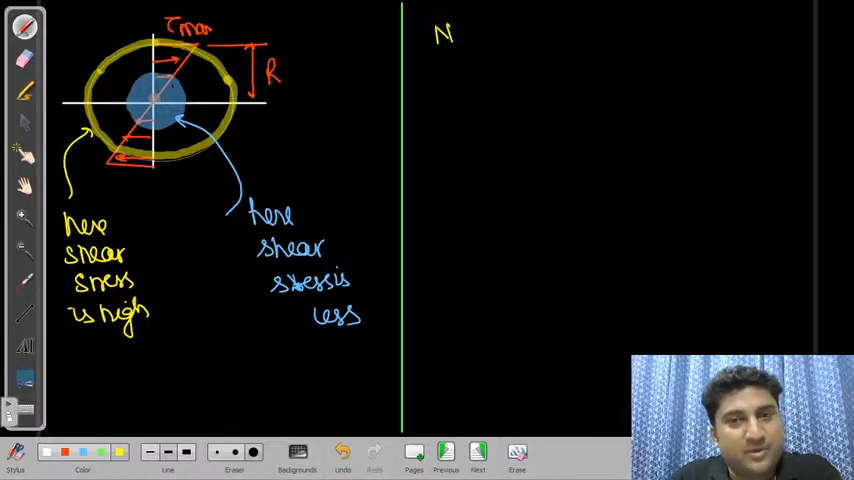 τmax
R
N
here
shear
stress
is high
here
shear
stress is
less
Stylus
Color
Line
Eraser
Backgrounds
Undo
Redo
Pages
Previous
Next
Erase